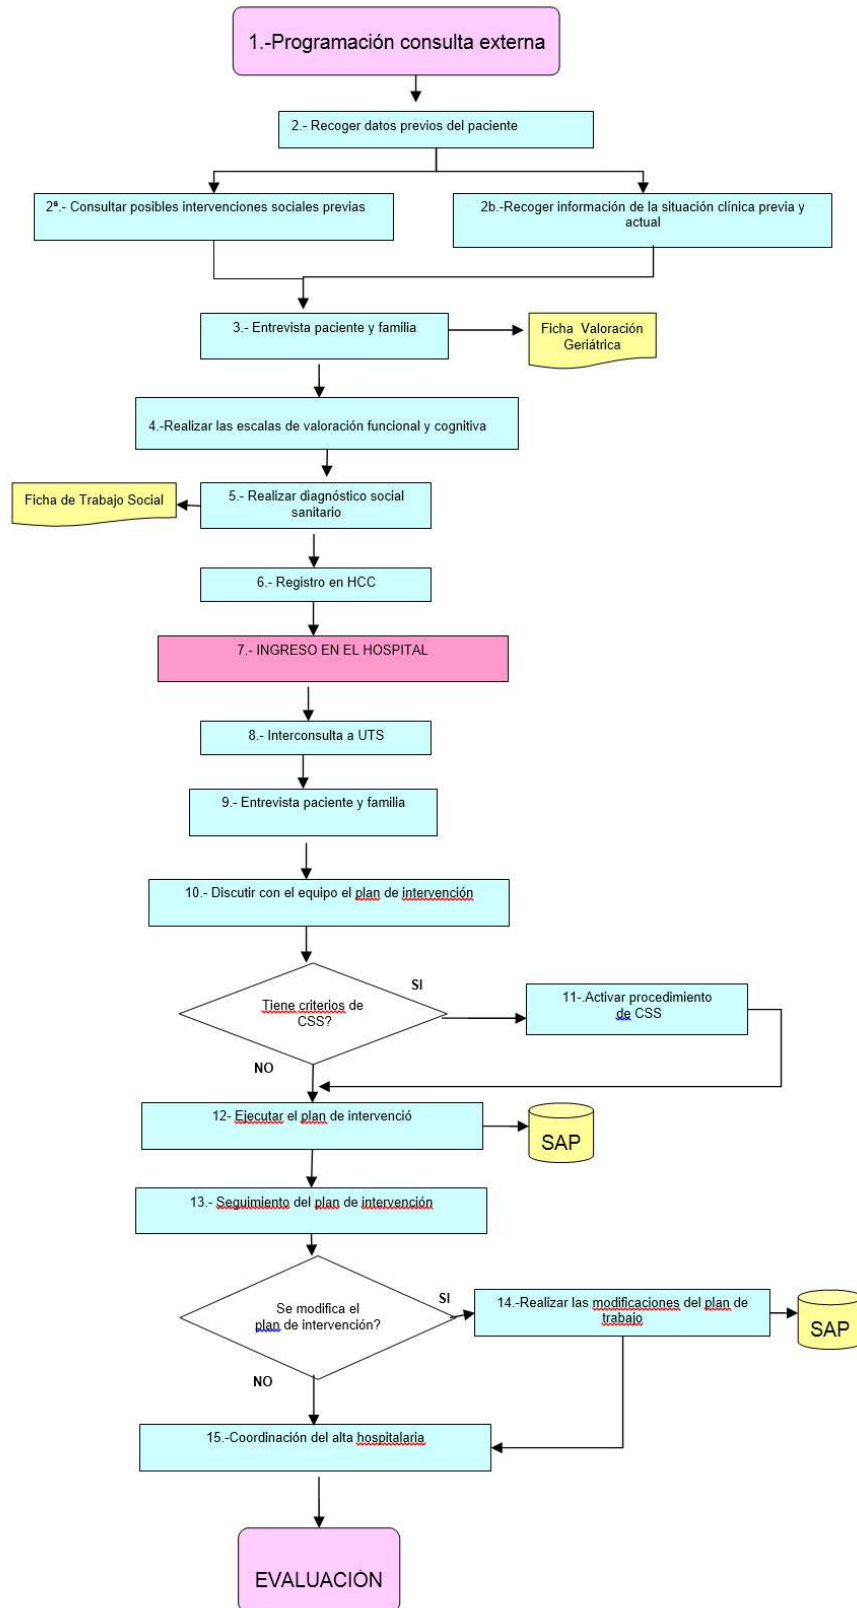 1.-Programación consulta externa
2.- Recoger datos previos del paciente
2ª.- Consultar posibles intervenciones sociales previas
2b.-Recoger información de la situación clínica previa y
actual
3.- Entrevista paciente y familia
Ficha Valoración
Geriátrica
4.-Realizar las escalas de valoración funcional y cognitiva
Ficha de Trabajo Social
5.- Realizar diagnóstico social
sanitario
6.- Registro en HCC
7.- INGRESO EN EL HOSPITAL
8.- Interconsulta a UTS
9.- Entrevista paciente y familia
10.- Discutir con el equipo el plan de intervención
Tiene criterios de
CSS?
SI
11-.Activar procedimiento
de CSS
NO
12- Ejecutar el plan de intervenció
SAP
13.- Seguimiento del plan de intervención
Se modifica el
plan de intervención?
SI
14.-Realizar las modificaciones del plan de
trabajo
SAP
NO
15.-Coordinación del alta hospitalaria
EVALUACIÓN